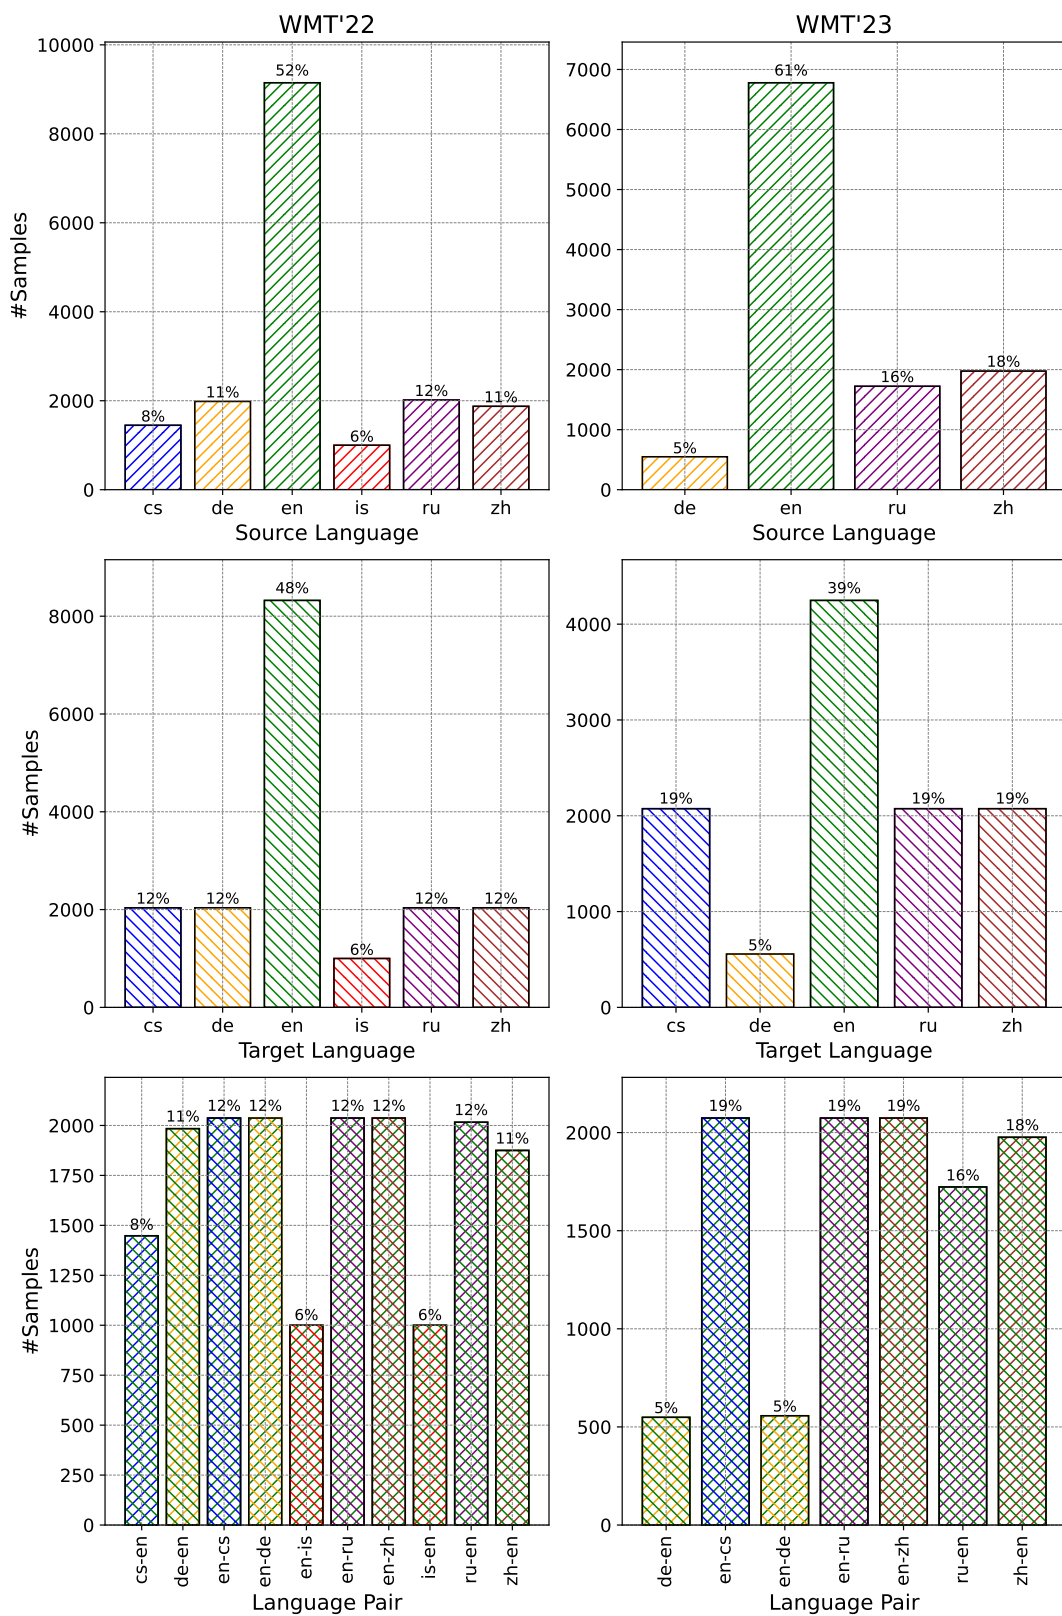 WMT'22
WMT'23
#Samples
10000
8000
6000
4000
2000
0
8%
11%
52%
6%
12%
11%
cs de en is ru zh
Source Language
7000
6000
5000
4000
3000
2000
1000
0
5%
61%
16%
18%
de en ru zh
Source Language
#Samples
8000
6000
4000
2000
0
12%
12%
48%
6%
12%
12%
cs de en is ru zh
Target Language
4000
3000
2000
1000
0
19%
5%
39%
19%
19%
cs de en ru zh
Target Language
#Samples
2000
1750
1500
1250
1000
750
500
250
0
8%
11%
12%
12%
6%
12%
12%
6%
12%
11%
cs-en
de-en
en-cs
en-de
en-is
en-ru
en-zh
is-en
ru-en
zh-en
Language Pair
2000
1500
1000
500
0
5%
19%
5%
19%
19%
16%
18%
de-en
en-cs
en-de
en-ru
en-zh
ru-en
zh-en
Language Pair